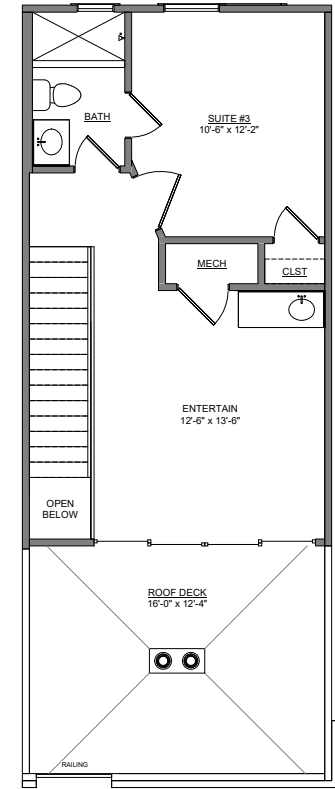 BATH
SUITE #3
10'-6" x 12'-2"
MECH
CLST
ENTERTAIN
12'-6" x 13'-6"
OPEN
BELOW
ROOF DECK
16'-0" x 12'-4"
RAILING